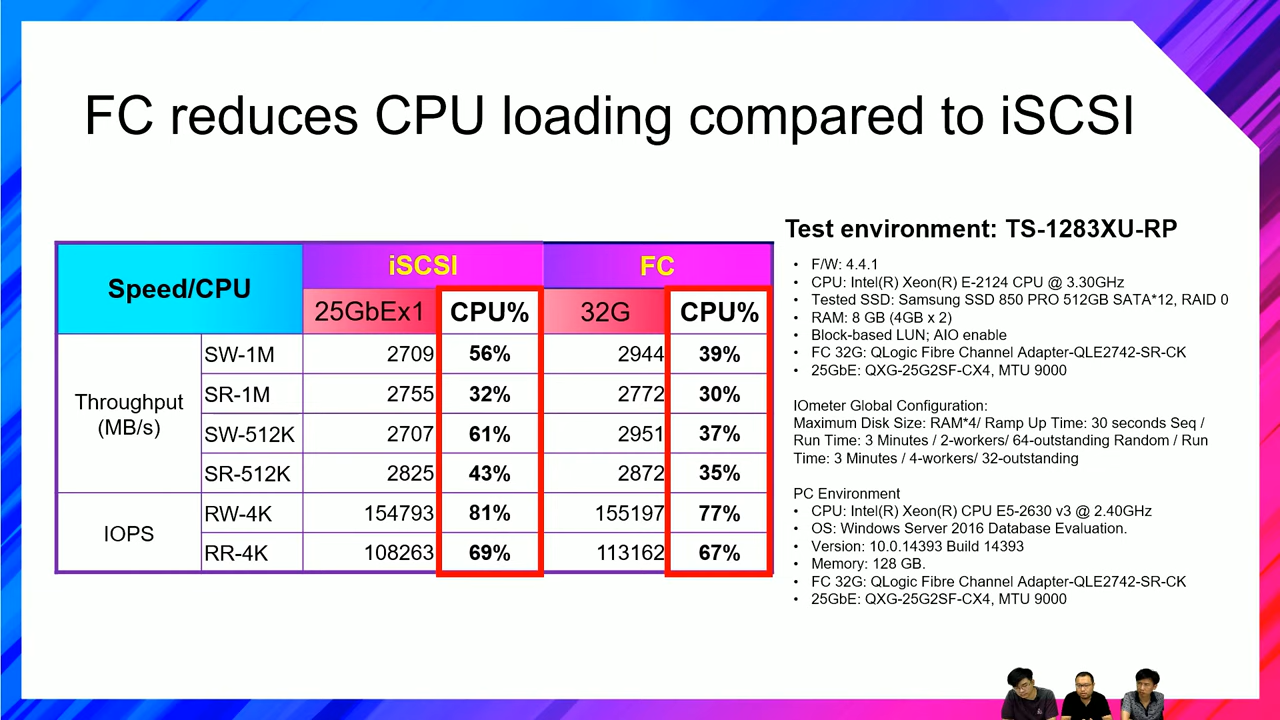 FC reduces CPU loading compared to iSCSI
Speed/CPU iSCSI FC
25GbEx1 CPU% 32G CPU%
Throughput (MB/s) SW-1M 2709 56% 2944 39%
SR-1M 2755 32% 2772 30%
SW-512K 2707 61% 2951 37%
SR-512K 2825 43% 2872 35%
IOPS RW-4K 154793 81% 155197 77%
RR-4K 108263 69% 113162 67%
Test environment: TS-1283XU-RP
• F/W: 4.4.1
• CPU: Intel(R) Xeon(R) E-2124 CPU @ 3.30GHz
• Tested SSD: Samsung SSD 850 PRO 512GB SATA*12, RAID 0
• RAM: 8 GB (4GB x 2)
• Block-based LUN; AIO enable
• FC 32G: QLogic Fibre Channel Adapter-QLE2742-SR-CK
• 25GbE: QXG-25G2SF-CX4, MTU 9000
IOmeter Global Configuration:
Maximum Disk Size: RAM*4/ Ramp Up Time: 30 seconds Seq /
Run Time: 3 Minutes / 2-workers/ 64-outstanding Random / Run
Time: 3 Minutes / 4-workers/ 32-outstanding
PC Environment
• CPU: Intel(R) Xeon(R) CPU E5-2630 v3 @ 2.40GHz
• OS: Windows Server 2016 Database Evaluation.
• Version: 10.0.14393 Build 14393
• Memory: 128 GB.
• FC 32G: QLogic Fibre Channel Adapter-QLE2742-SR-CK
• 25GbE: QXG-25G2SF-CX4, MTU 9000